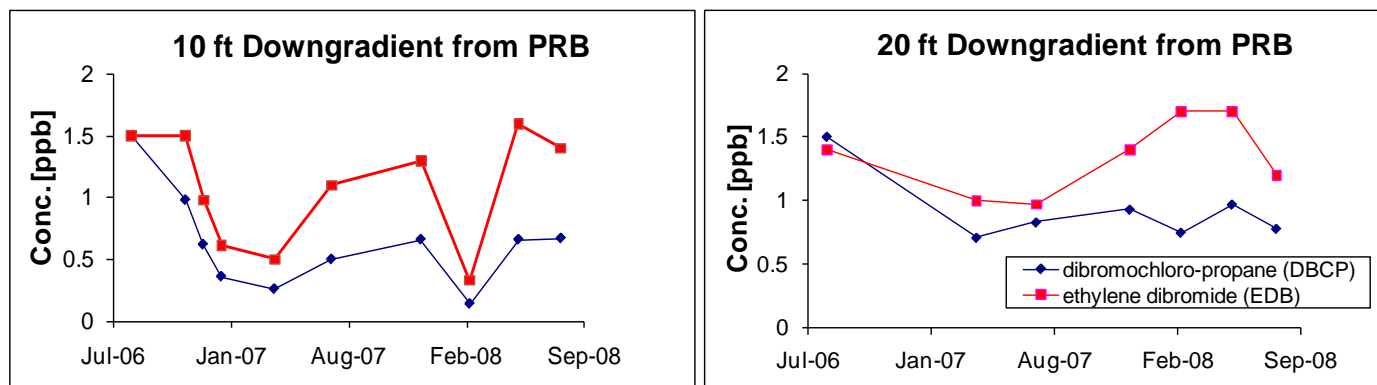 10 ft Downgradient from PRB
Conc.[ppb]
2
1.5
1
0.5
0
Jul-06 Jan-07 Aug-07 Feb-08 Sep-08
20 ft Downgradient from PRB
Conc.[ppb]
2
1.5
1
0.5
0
dibromochloro-propane (DBCP)
ethylene dibromide (EDB)
Jul-06 Jan-07 Aug-07 Feb-08 Sep-08